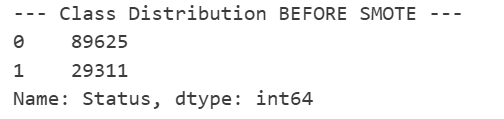 --- Class Distribution BEFORE SMOTE ---
0    89625
1    29311
Name: Status, dtype: int64